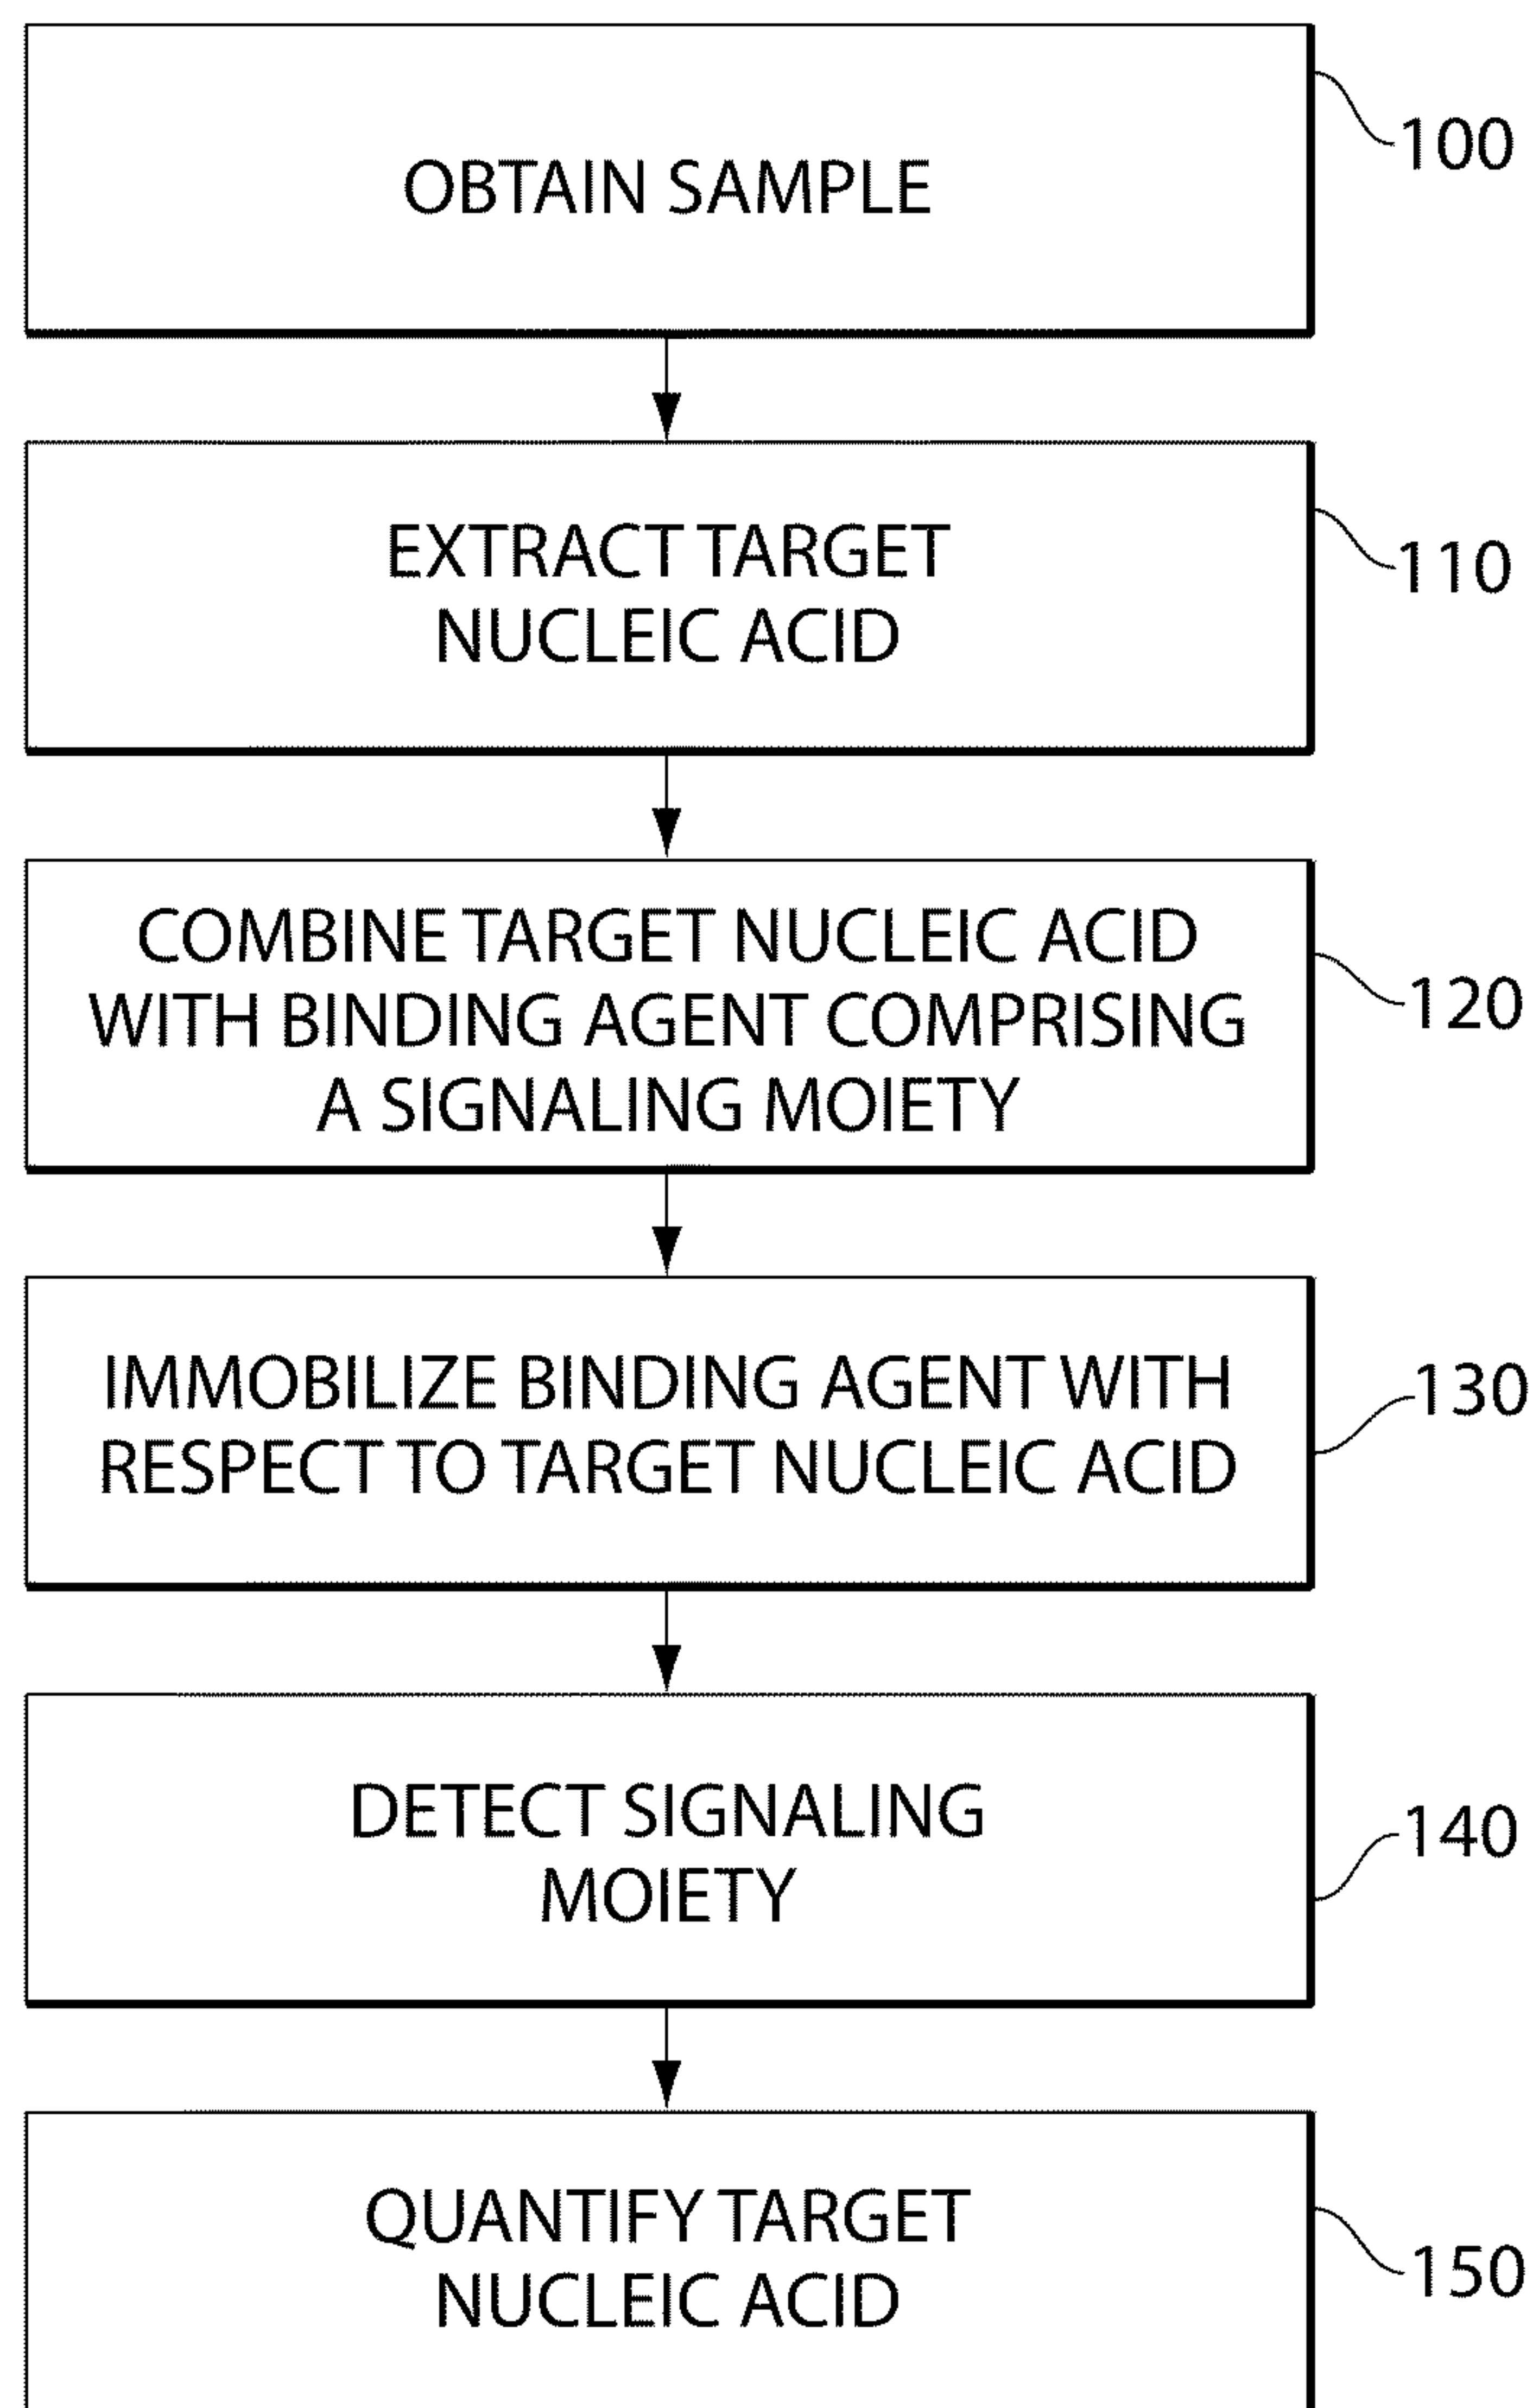 OBTAIN SAMPLE
100
EXTRACT TARGET
NUCLEIC ACID
110
COMBINE TARGET NUCLEIC ACID
WITH BINDING AGENT COMPRISING
A SIGNALING MOIETY
120
IMMOBILIZE BINDING AGENT WITH
RESPECT TO TARGET NUCLEIC ACID
130
DETECT SIGNALING
MOIETY
140
QUANTIFY TARGET
NUCLEIC ACID
150